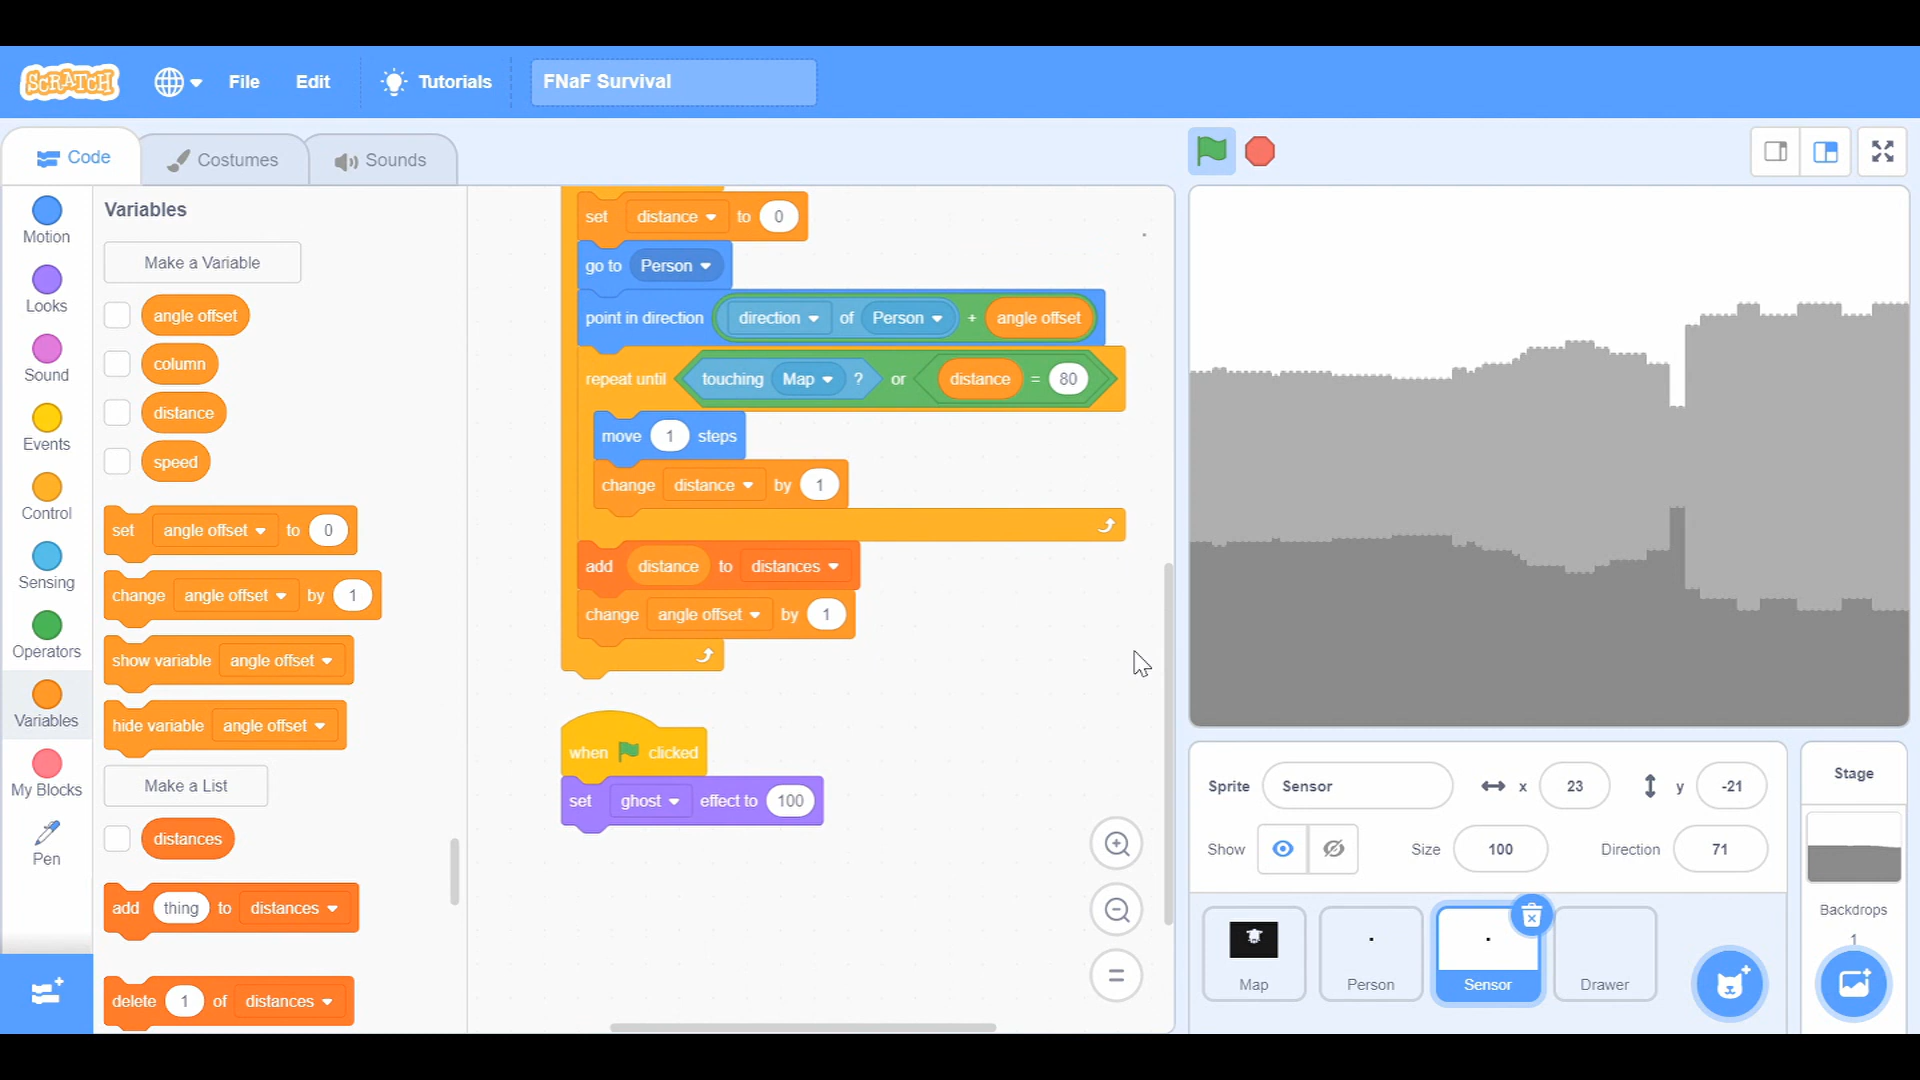 SCRATCH File Edit Tutorials FNaF Survival
Code Costumes Sounds
Motion
Looks
Sound
Events
Control
Sensing
Operators
Variables
My Blocks
Pen
Variables
Make a Variable
angle offset
column
distance
speed
set angle offset to 0
change angle offset by 1
show variable angle offset
hide variable angle offset
Make a List
distances
add thing to distances
delete 1 of distances
set distance to 0
go to Person
point in direction direction of Person + angle offset
repeat until touching Map ? or distance = 80
move 1 steps
change distance by 1
add distance to distances
change angle offset by 1
when clicked
set ghost effect to 100
Sprite Sensor x 23 y -21
Show Size 100 Direction 71
Map Person Sensor Drawer
Stage
Backdrops
1